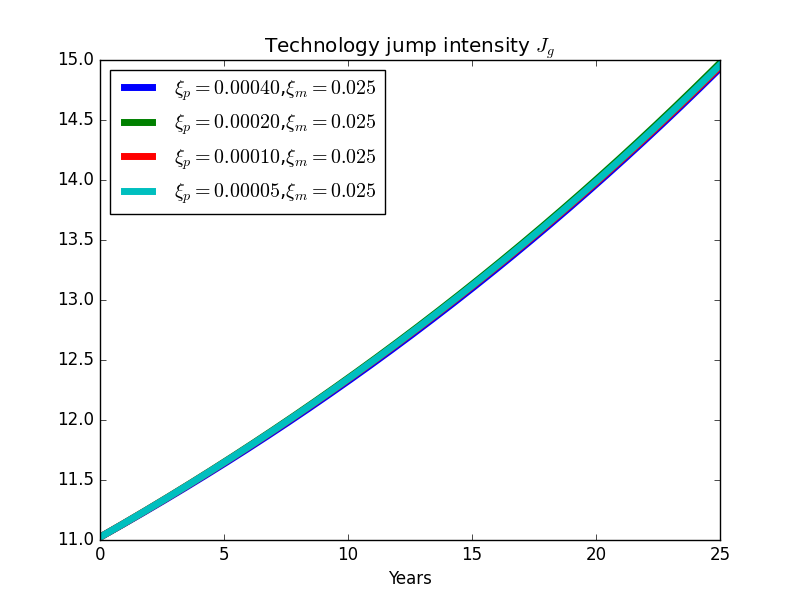 Technology jump intensity J_g
15.0
14.5
14.0
13.5
13.0
12.5
12.0
11.5
11.0
ξ_p = 0.00040,ξ_m = 0.025
ξ_p = 0.00020,ξ_m = 0.025
ξ_p = 0.00010,ξ_m = 0.025
ξ_p = 0.00005,ξ_m = 0.025
0 5 10 15 20 25
Years